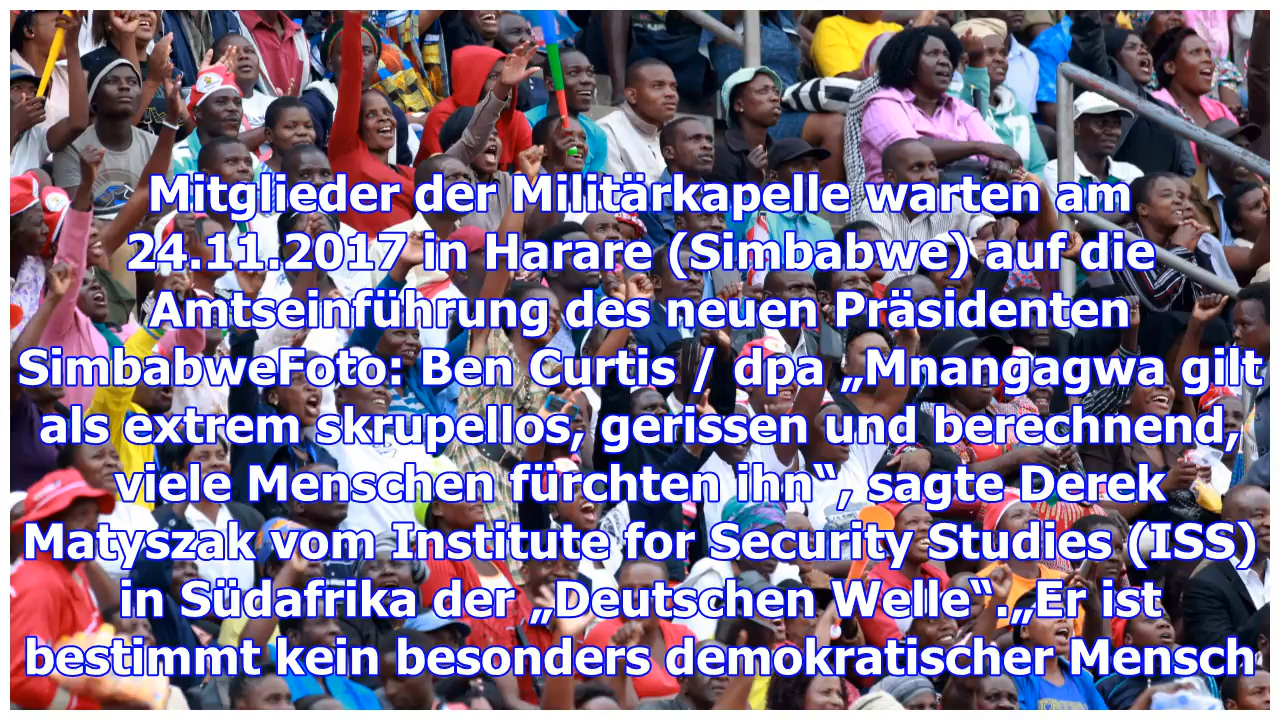 Mitglieder der Militärkapelle warten am
24.11.2017 in Harare (Simbabwe) auf die
Amtseinführung des neuen Präsidenten
SimbabweFoto: Ben Curtis / dpa „Mnangagwa gilt
als extrem skrupellos, gerissen und berechnend,
viele Menschen fürchten ihn“, sagte Derek
Matyszak vom Institute for Security Studies (ISS)
in Südafrika der „Deutschen Welle“.„Er ist
bestimmt kein besonders demokratischer Mensch